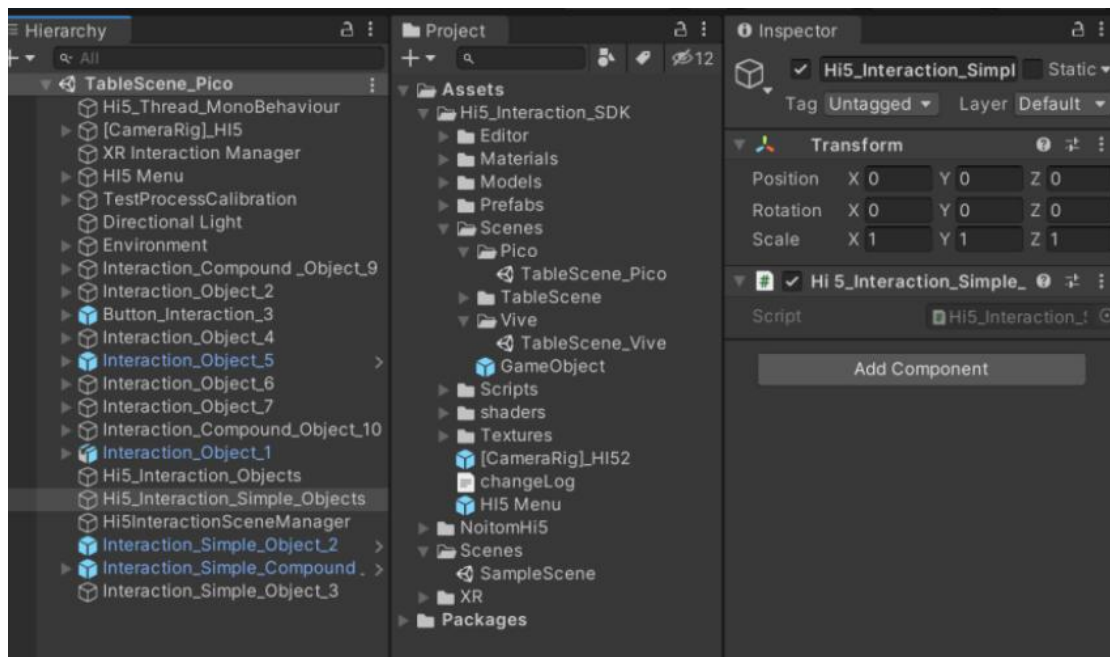 Hierarchy
All
TableScene_Pico
Hi5_Thread_MonoBehaviour
[CameraRig]_HI5
XR Interaction Manager
HI5 Menu
TestProcessCalibration
Directional Light
Environment
Interaction_Compound _Object_9
Interaction_Object_2
Button_Interaction_3
Interaction_Object_4
Interaction_Object_5
Interaction_Object_6
Interaction_Object_7
Interaction_Compound_Object_10
Interaction_Object_1
Hi5_Interaction_Objects
Hi5_Interaction_Simple_Objects
Hi5InteractionSceneManager
Interaction_Simple_Object_2
Interaction_Simple_Compound .
Interaction_Simple_Object_3
Project
12
Assets
Hi5_Interaction_SDK
Editor
Materials
Models
Prefabs
Scenes
Pico
TableScene_Pico
TableScene
Vive
TableScene_Vive
GameObject
Scripts
shaders
Textures
[CameraRig]_HI52
changeLog
HI5 Menu
NoitomHi5
Scenes
SampleScene
XR
Packages
Inspector
Hi5_Interaction_Simpl Static
Tag Untagged Layer Default
Transform
Position X 0 Y 0 Z 0
Rotation X 0 Y 0 Z 0
Scale X 1 Y 1 Z 1
# Hi 5_Interaction_Simple_
Script Hi5_Interaction_
Add Component